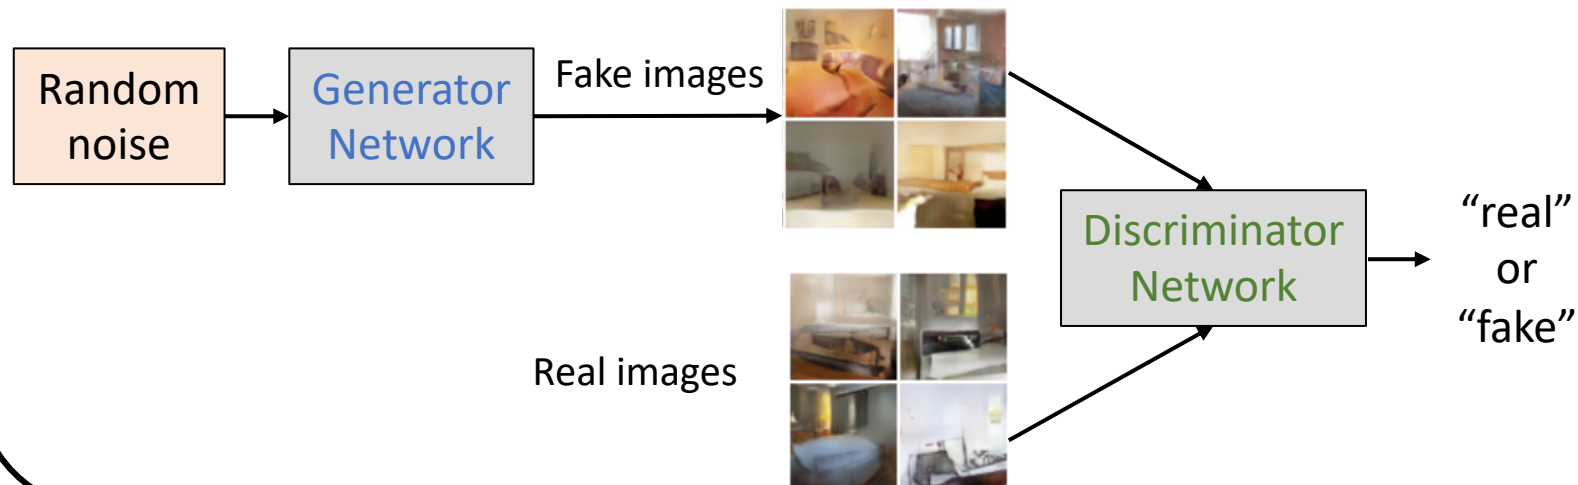 Random
noise
Generator
Network
Fake images
Real images
Discriminator
Network
“real”
or
“fake”